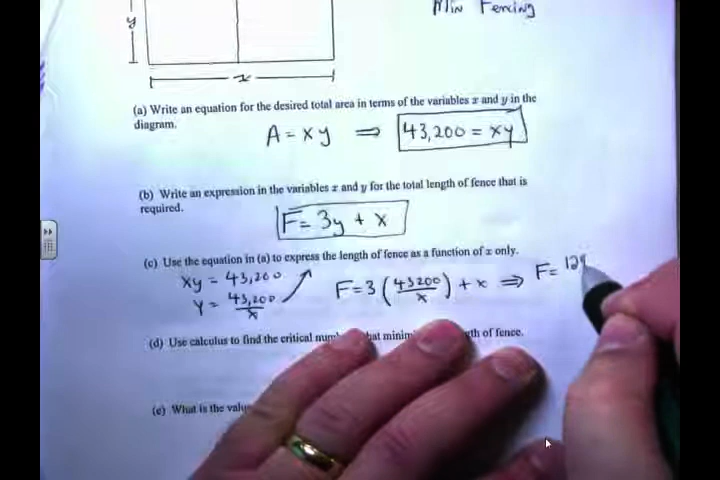 y
Min Fencing
x
(a) Write an equation for the desired total area in terms of the variables x and y in the
diagram.
A = xy ⟹ 43,200 = xy
(b) Write an expression in the variables x and y for the total length of fence that is
required.
F = 3y + x
(c) Use the equation in (a) to express the length of fence as a function of x only.
xy = 43,200
y = 43,200/x
F = 3(43200/x) + x ⟹ F = 129
(d) Use calculus to find the critical that of fence.
(e) What is the